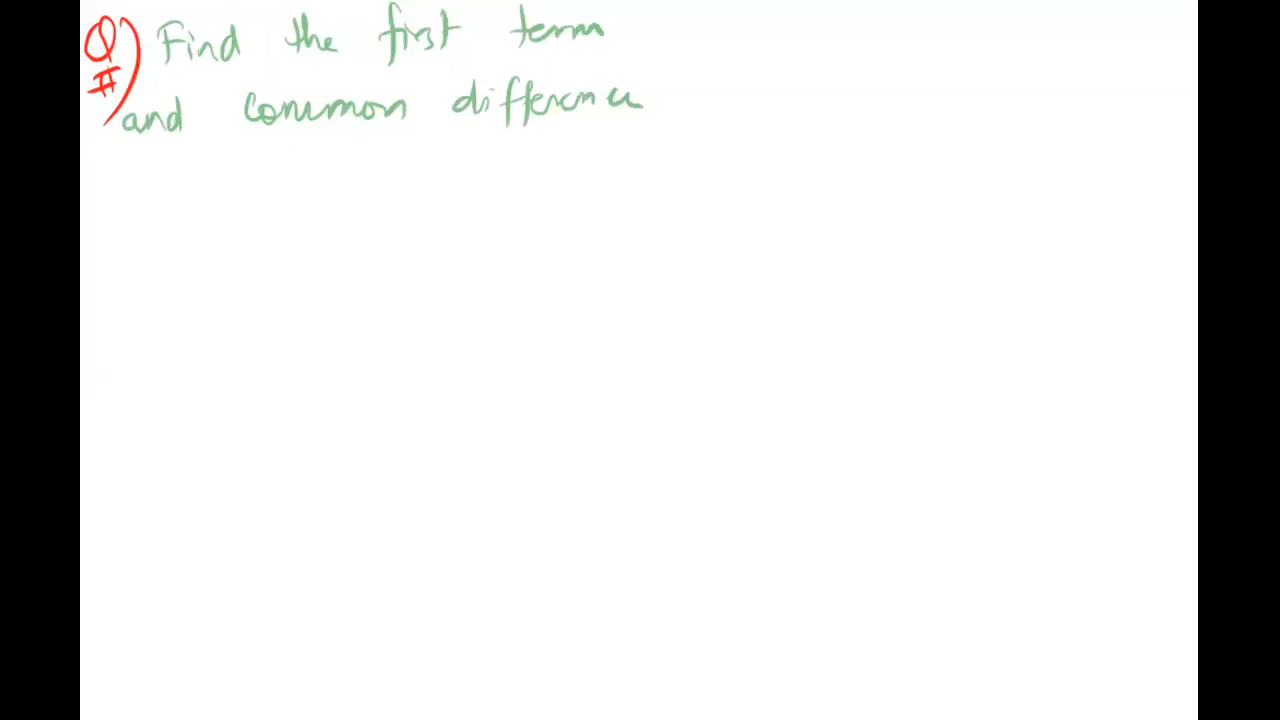 Q#) Find the first term
and common difference